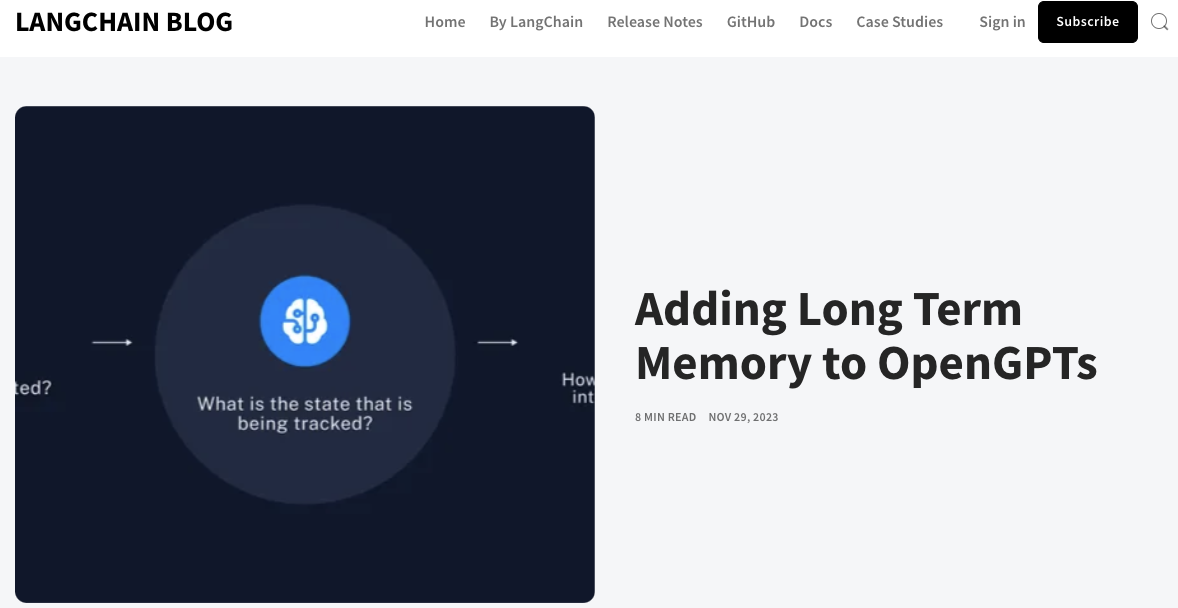 LANGCHAIN BLOG
Home By LangChain Release Notes GitHub Docs Case Studies Sign in Subscribe
What is the state that is
being tracked?
ted?
How
int
Adding Long Term
Memory to OpenGPTs
8 MIN READ NOV 29, 2023